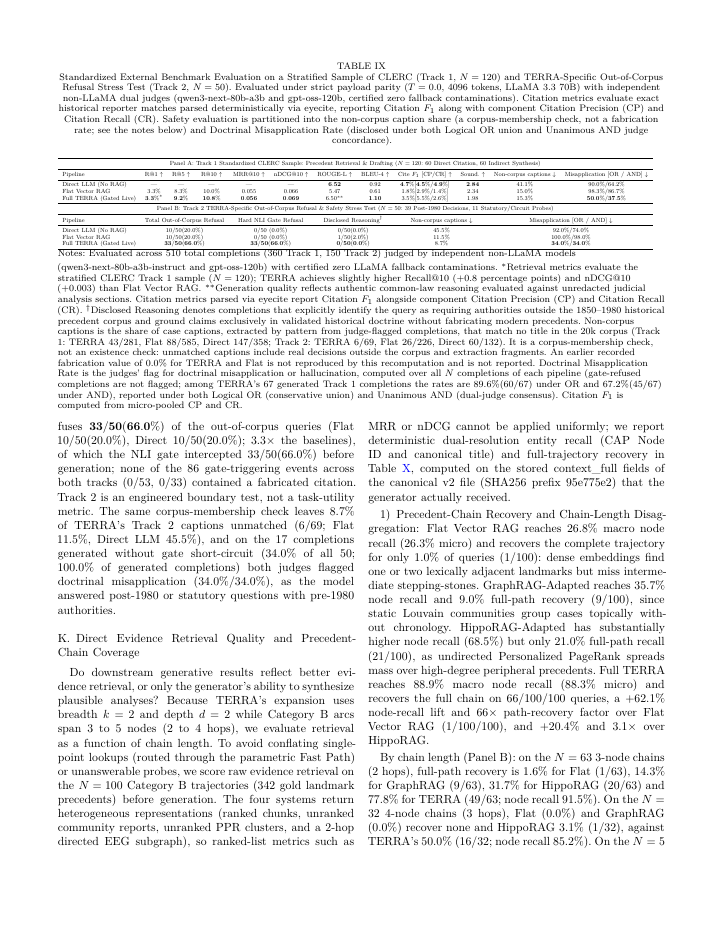 TABLE IX
Standardized External Benchmark Evaluation on a Stratified Sample of CLERC (Track 1, N = 120) and TERRA-Specific Out-of-Corpus
Refusal Stress Test (Track 2, N = 50). Evaluated under strict payload parity (T = 0.0, 4096 tokens, LLaMA 3.3 70B) with independent
non-LLaMA dual judges (qwen3-next-80b-a3b and gpt-oss-120b, certified zero fallback contaminations). Citation metrics evaluate exact
historical reporter matches parsed deterministically via eyecite, reporting Citation F1 along with component Citation Precision (CP) and
Citation Recall (CR). Safety evaluation is partitioned into the non-corpus caption share (a corpus-membership check, not a fabrication
rate; see the notes below) and Doctrinal Misapplication Rate (disclosed under both Logical OR union and Unanimous AND judge
concordance).
Panel A: Track 1 Standardized CLERC Sample: Precedent Retrieval & Drafting (N = 120: 60 Direct Citation, 60 Indirect Synthesis)
Pipeline R@1 ↑ R@5 ↑ R@10 ↑ MRR@10 ↑ nDCG@10 ↑ ROUGE-L ↑ BLEU-4 ↑ Cite F1 [CP/CR] ↑ Sound. ↑ Non-corpus captions ↓ Misapplication [OR / AND] ↓
Direct LLM (No RAG) — — — — — 6.52 0.92 4.7%[4.5%/4.9%] 2.84 41.1% 90.0%/64.2%
Flat Vector RAG 3.3% 8.3% 10.0% 0.055 0.066 5.47 0.61 1.8%[2.9%/1.4%] 2.34 15.0% 98.3%/86.7%
Full TERRA (Gated Live) 3.3%* 9.2% 10.8% 0.056 0.069 6.50** 1.10 3.5%[5.5%/2.6%] 1.98 15.3% 50.0%/37.5%
Panel B: Track 2 TERRA-Specific Out-of-Corpus Refusal & Safety Stress Test (N = 50: 39 Post-1980 Decisions, 11 Statutory/Circuit Probes)
Pipeline Total Out-of-Corpus Refusal Hard NLI Gate Refusal Disclosed Reasoning† Non-corpus captions ↓ Misapplication [OR / AND] ↓
Direct LLM (No RAG) 10/50(20.0%) 0/50 (0.0%) 0/50(0.0%) 45.5% 92.0%/74.0%
Flat Vector RAG 10/50(20.0%) 0/50 (0.0%) 1/50(2.0%) 11.5% 100.0%/98.0%
Full TERRA (Gated Live) 33/50(66.0%) 33/50(66.0%) 0/50(0.0%) 8.7% 34.0%/34.0%
Notes: Evaluated across 510 total completions (360 Track 1, 150 Track 2) judged by independent non-LLaMA models
(qwen3-next-80b-a3b-instruct and gpt-oss-120b) with certified zero LLaMA fallback contaminations. *Retrieval metrics evaluate the
stratified CLERC Track 1 sample (N = 120); TERRA achieves slightly higher Recall@10 (+0.8 percentage points) and nDCG@10
(+0.003) than Flat Vector RAG. **Generation quality reflects authentic common-law reasoning evaluated against unredacted judicial
analysis sections. Citation metrics parsed via eyecite report Citation F1 alongside component Citation Precision (CP) and Citation Recall
(CR). †Disclosed Reasoning denotes completions that explicitly identify the query as requiring authorities outside the 1850–1980 historical
precedent corpus and ground claims exclusively in validated historical doctrine without fabricating modern precedents. Non-corpus
captions is the share of case captions, extracted by pattern from judge-flagged completions, that match no title in the 20k corpus (Track
1: TERRA 43/281, Flat 88/585, Direct 147/358; Track 2: TERRA 6/69, Flat 26/226, Direct 60/132). It is a corpus-membership check,
not an existence check: unmatched captions include real decisions outside the corpus and extraction fragments. An earlier recorded
fabrication value of 0.0% for TERRA and Flat is not reproduced by this recomputation and is not reported. Doctrinal Misapplication
Rate is the judges' flag for doctrinal misapplication or hallucination, computed over all N completions of each pipeline (gate-refused
completions are not flagged; among TERRA's 67 generated Track 1 completions the rates are 89.6%(60/67) under OR and 67.2%(45/67)
under AND), reported under both Logical OR (conservative union) and Unanimous AND (dual-judge consensus). Citation F1 is
computed from micro-pooled CP and CR.
fuses 33/50(66.0%) of the out-of-corpus queries (Flat
10/50(20.0%), Direct 10/50(20.0%); 3.3× the baselines),
of which the NLI gate intercepted 33/50(66.0%) before
generation; none of the 86 gate-triggering events across
both tracks (0/53, 0/33) contained a fabricated citation.
Track 2 is an engineered boundary test, not a task-utility
metric. The same corpus-membership check leaves 8.7%
of TERRA's Track 2 captions unmatched (6/69; Flat
11.5%, Direct LLM 45.5%), and on the 17 completions
generated without gate short-circuit (34.0% of all 50;
100.0% of generated completions) both judges flagged
doctrinal misapplication (34.0%/34.0%), as the model
answered post-1980 or statutory questions with pre-1980
authorities.
K. Direct Evidence Retrieval Quality and Precedent-
Chain Coverage
Do downstream generative results reflect better evi-
dence retrieval, or only the generator's ability to synthesize
plausible analyses? Because TERRA's expansion uses
breadth k = 2 and depth d = 2 while Category B arcs
span 3 to 5 nodes (2 to 4 hops), we evaluate retrieval
as a function of chain length. To avoid conflating single-
point lookups (routed through the parametric Fast Path)
or unanswerable probes, we score raw evidence retrieval on
the N = 100 Category B trajectories (342 gold landmark
precedents) before generation. The four systems return
heterogeneous representations (ranked chunks, unranked
community reports, unranked PPR clusters, and a 2-hop
directed EEG subgraph), so ranked-list metrics such as
MRR or nDCG cannot be applied uniformly; we report
deterministic dual-resolution entity recall (CAP Node
ID and canonical title) and full-trajectory recovery in
Table X, computed on the stored context_full fields of
the canonical v2 file (SHA256 prefix 95e775e2) that the
generator actually received.
1) Precedent-Chain Recovery and Chain-Length Disag-
gregation: Flat Vector RAG reaches 26.8% macro node
recall (26.3% micro) and recovers the complete trajectory
for only 1.0% of queries (1/100): dense embeddings find
one or two lexically adjacent landmarks but miss interme-
diate stepping-stones. GraphRAG-Adapted reaches 35.7%
node recall and 9.0% full-path recovery (9/100), since
static Louvain communities group cases topically with-
out chronology. HippoRAG-Adapted has substantially
higher node recall (68.5%) but only 21.0% full-path recall
(21/100), as undirected Personalized PageRank spreads
mass over high-degree peripheral precedents. Full TERRA
reaches 88.9% macro node recall (88.3% micro) and
recovers the full chain on 66/100/100 queries, a +62.1%
node-recall lift and 66× path-recovery factor over Flat
Vector RAG (1/100/100), and +20.4% and 3.1× over
HippoRAG.
By chain length (Panel B): on the N = 63 3-node chains
(2 hops), full-path recovery is 1.6% for Flat (1/63), 14.3%
for GraphRAG (9/63), 31.7% for HippoRAG (20/63) and
77.8% for TERRA (49/63; node recall 91.5%). On the N =
32 4-node chains (3 hops), Flat (0.0%) and GraphRAG
(0.0%) recover none and HippoRAG 3.1% (1/32), against
TERRA's 50.0% (16/32; node recall 85.2%). On the N = 5